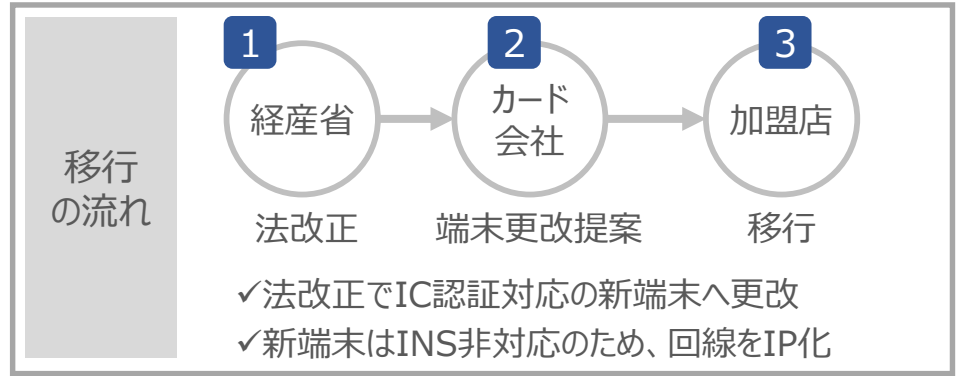 移行
の流れ
1
2
3
経産省
カード
会社
加盟店
法改正
端末更改提案
移行
✓法改正でIC認証対応の新端末へ更改
✓新端末はINS非対応のため、回線をIP化